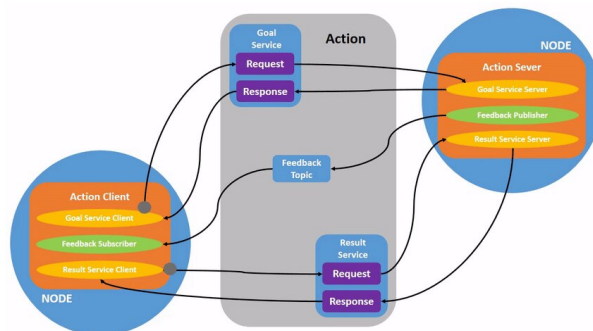 Goal
Service
Request
Response
Action
NODE
Action Sever
Goal Service Server
Feedback Publisher
Result Service Server
Feedback
Topic
Action Client
Goal Service Client
Feedback Subscriber
Result Service Client
NODE
Result
Service
Request
Response